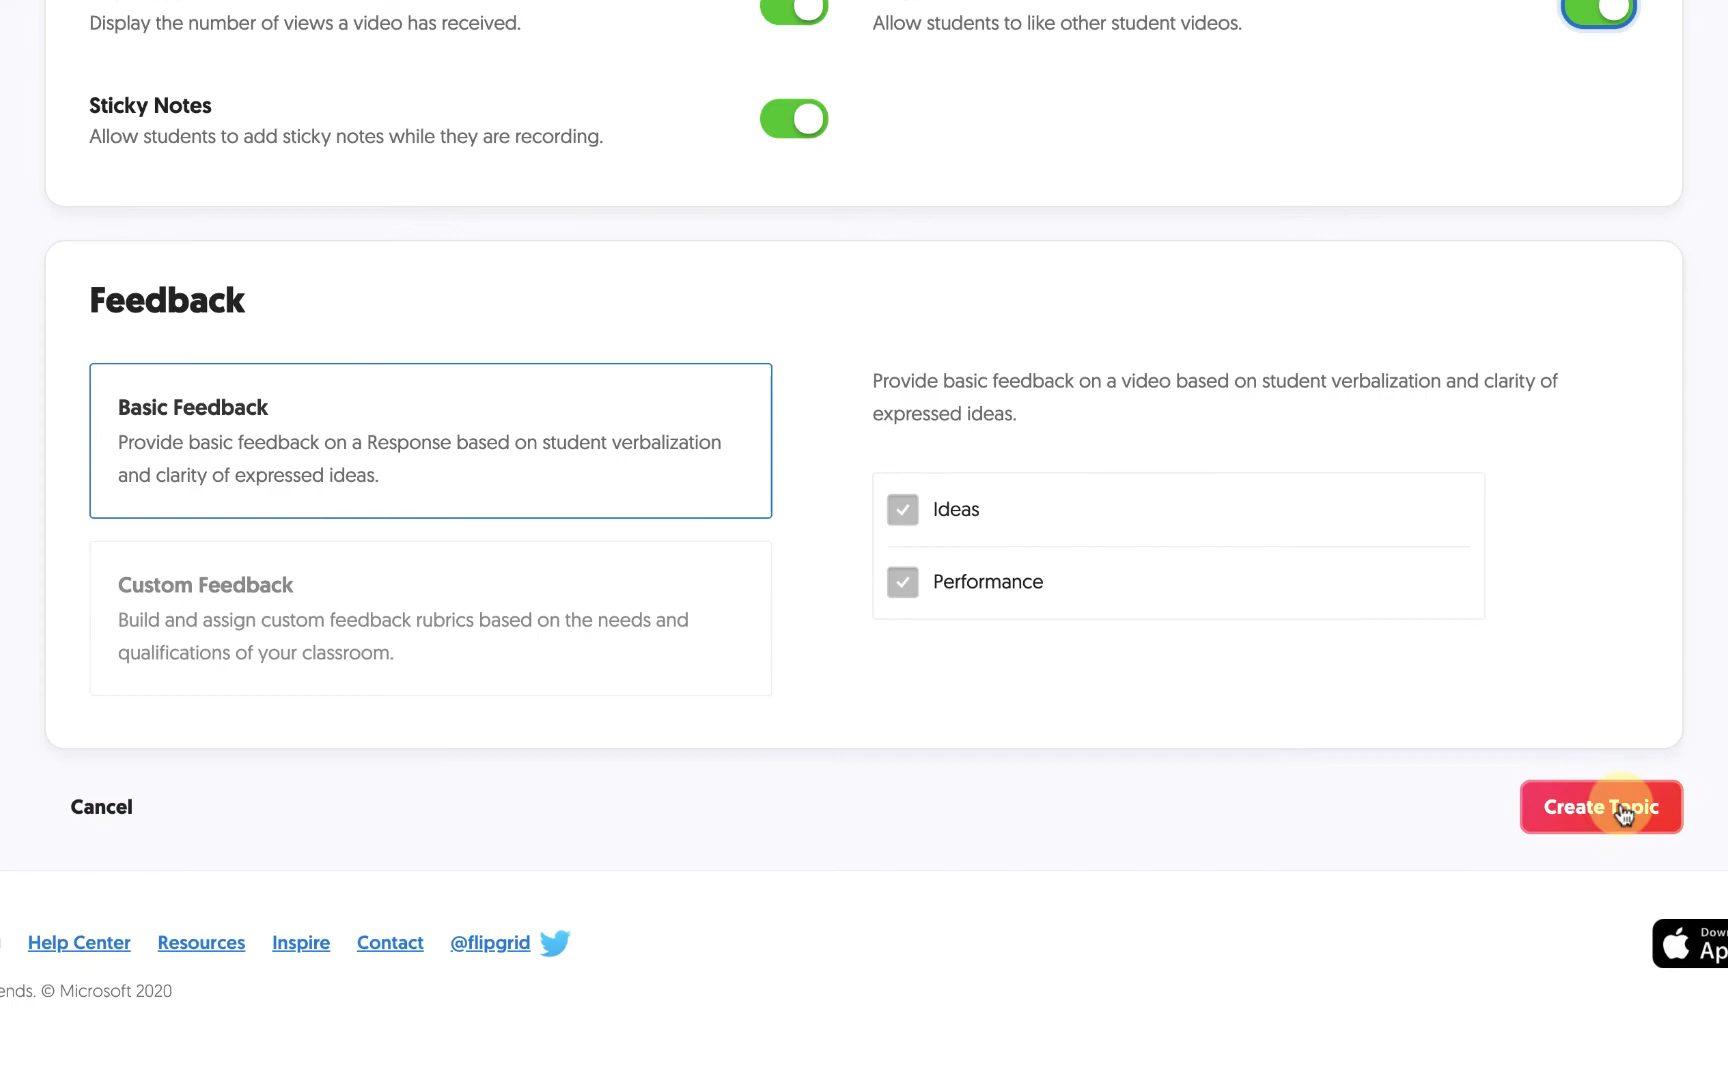 Display the number of views a video has received.
Allow students to like other student videos.
Sticky Notes
Allow students to add sticky notes while they are recording.
Feedback
Basic Feedback
Provide basic feedback on a Response based on student verbalization
and clarity of expressed ideas.
Custom Feedback
Build and assign custom feedback rubrics based on the needs and
qualifications of your classroom.
Provide basic feedback on a video based on student verbalization and clarity of
expressed ideas.
Ideas
Performance
Cancel
Create Topic
Help Center Resources Inspire Contact @flipgrid
ends. © Microsoft 2020